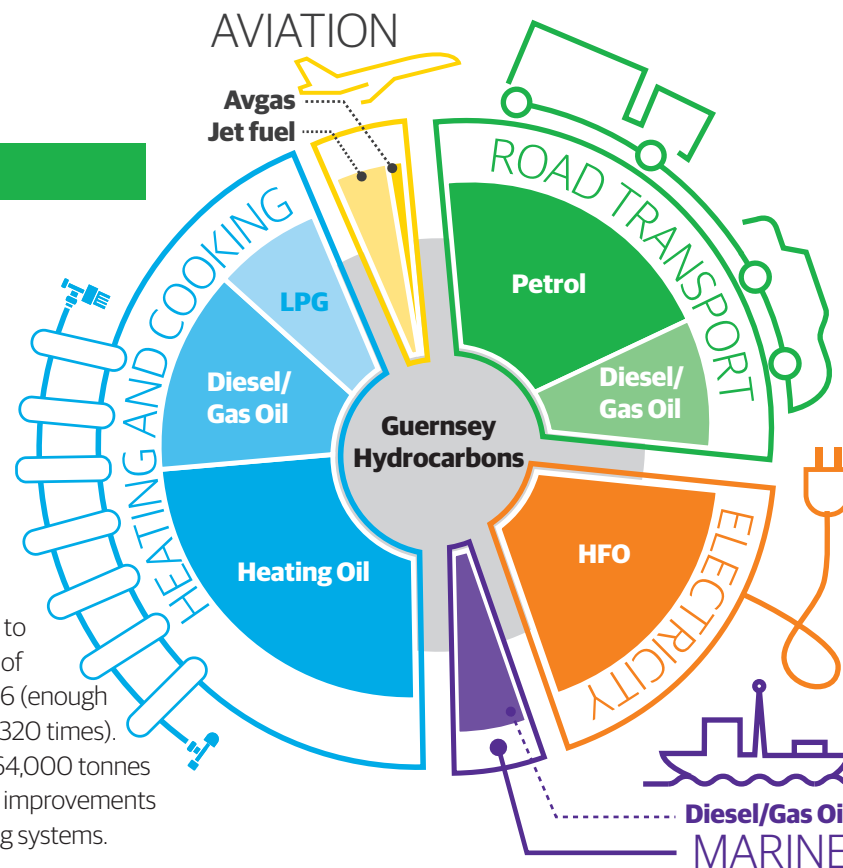 AVIATION
Avgas
Jet fuel
ROAD TRANSPORT
Petrol
Diesel/
Gas Oil
HEATING AND COOKING
LPG
Diesel/
Gas Oil
Heating Oil
Guernsey
Hydrocarbons
ELECTRICITY
HFO
to
of
6 (enough
320 times).
64,000 tonnes
improvements
g systems.
Diesel/Gas Oi
MARINE